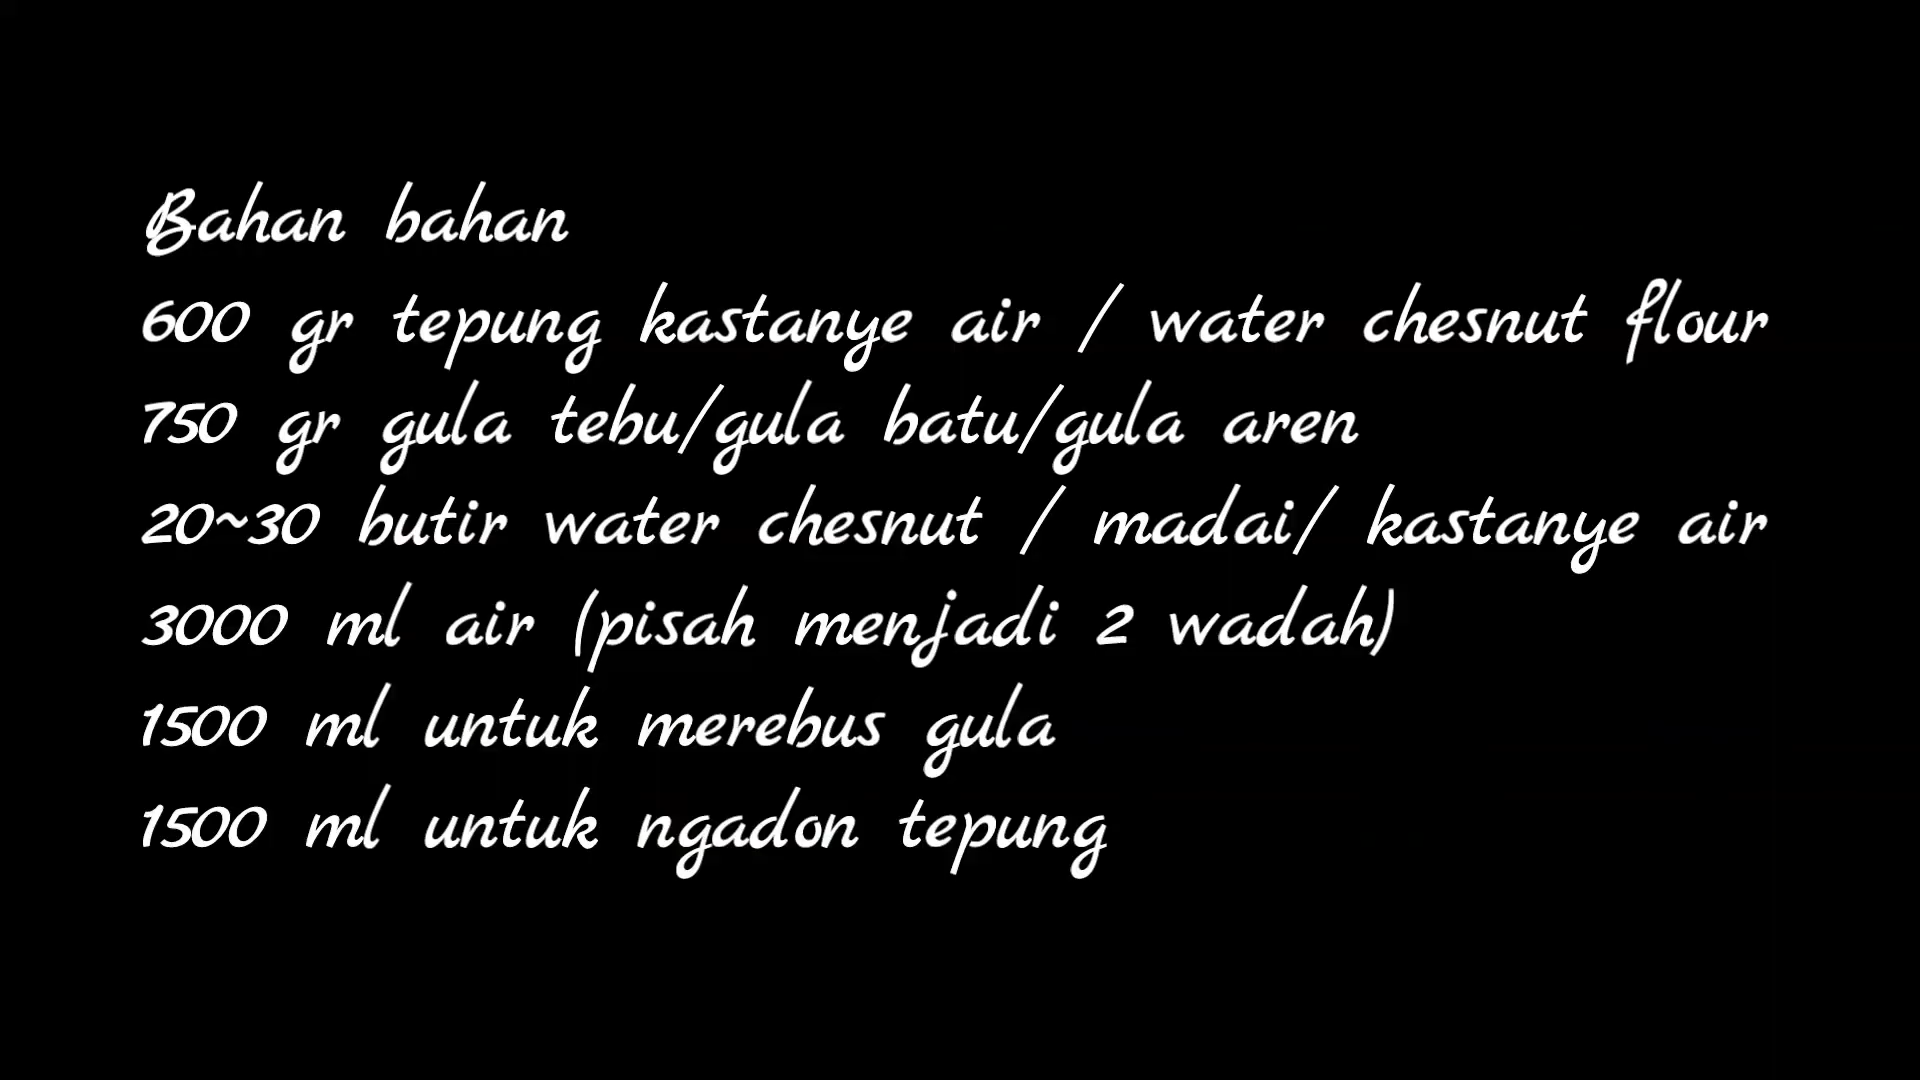 Bahan bahan
600 gr tepung kastanye air / water chesnut flour
750 gr gula tebu/gula batu/gula aren
20~30 butir water chesnut / madai/ kastanye air
3000 ml air (pisah menjadi 2 wadah)
1500 ml untuk merebus gula
1500 ml untuk ngadon tepung